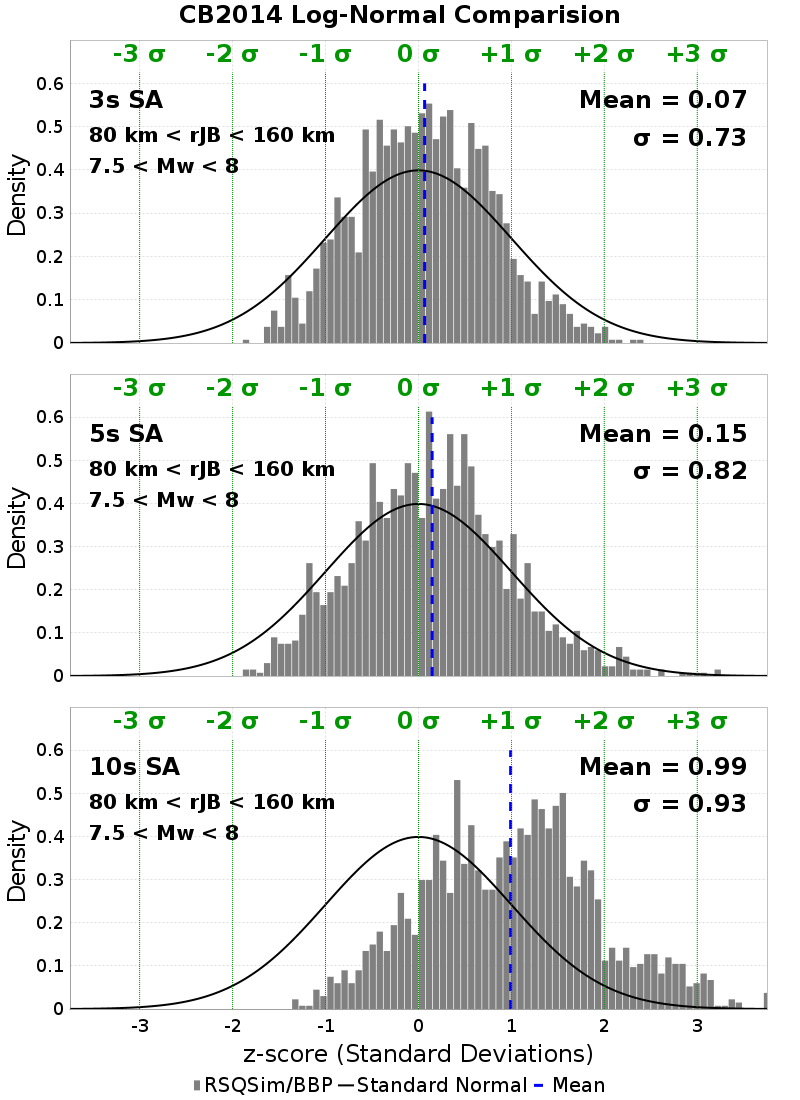 CB2014 Log-Normal Comparision
-3 σ -2 σ -1 σ 0 σ +1 σ +2 σ +3 σ
3s SA
80 km < rJB < 160 km
7.5 < Mw < 8
Mean = 0.07
σ = 0.73
Density
0.6
0.5
0.4
0.3
0.2
0.1
0
-3 σ -2 σ -1 σ 0 σ +1 σ +2 σ +3 σ
5s SA
80 km < rJB < 160 km
7.5 < Mw < 8
Mean = 0.15
σ = 0.82
Density
0.6
0.5
0.4
0.3
0.2
0.1
0
-3 σ -2 σ -1 σ 0 σ +1 σ +2 σ +3 σ
10s SA
80 km < rJB < 160 km
7.5 < Mw < 8
Mean = 0.99
σ = 0.93
Density
0.6
0.5
0.4
0.3
0.2
0.1
0
-3 -2 -1 0 1 2 3
z-score (Standard Deviations)
RSQSim/BBP Standard Normal Mean